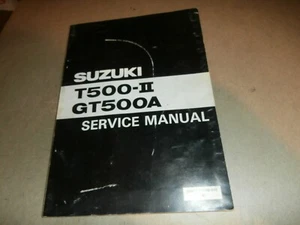 SUZUKI
T500-II
GT500A
SERVICE MANUAL